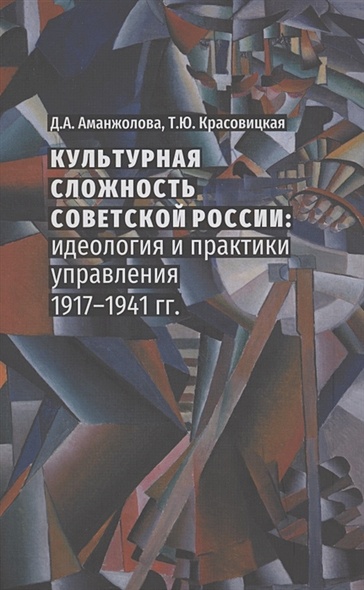 Д.А. Аманжолова, Т.Ю. Красовицкая
КУЛЬТУРНАЯ
СЛОЖНОСТЬ
СОВЕТСКОЙ РОССИИ:
идеология и практики
управления
1917–1941 гг.